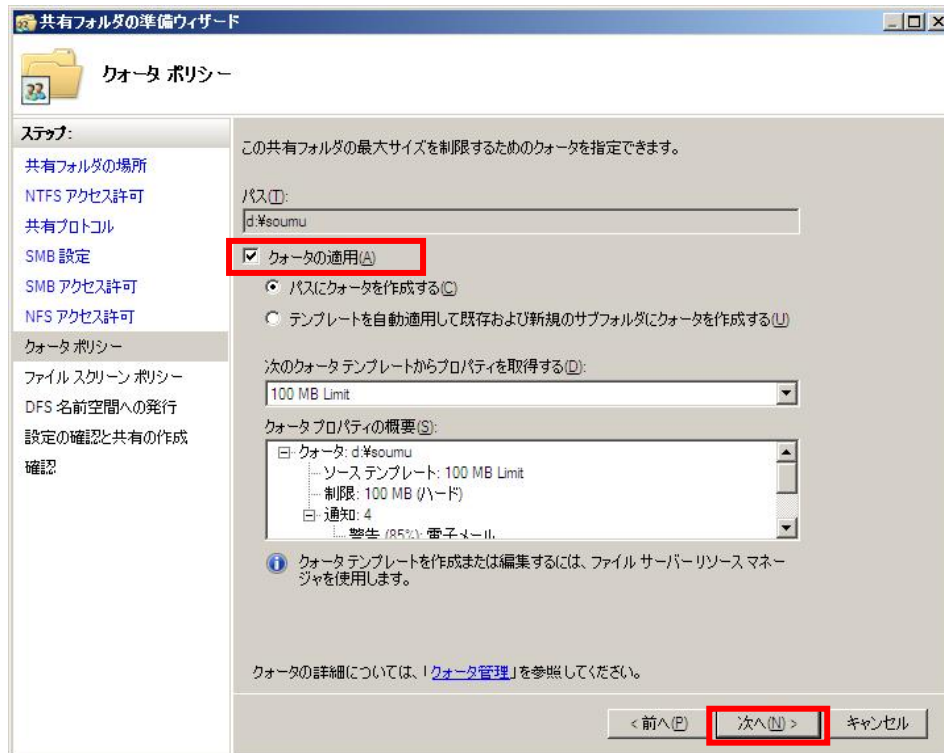 共有フォルダの準備ウィザード
クォータ ポリシー
ステップ:
共有フォルダの場所
NTFS アクセス許可
共有プロトコル
SMB 設定
SMB アクセス許可
NFS アクセス許可
クォータ ポリシー
ファイル スクリーン ポリシー
DFS 名前空間への発行
設定の確認と共有の作成
確認
この共有フォルダの最大サイズを制限するためのクォータを指定できます。
パス(T):
d:¥soumu
クォータの適用(A)
パスにクォータを作成する(C)
テンプレートを自動適用して既存および新規のサブフォルダにクォータを作成する(U)
次のクォータ テンプレートからプロパティを取得する(D):
100 MB Limit
クォータ プロパティの概要(S):
クォータ: d:¥soumu
ソース テンプレート: 100 MB Limit
制限: 100 MB (ハード)
通知: 4
警告 (85%): 電子メール
クォータ テンプレートを作成または編集するには、ファイル サーバー リソース マネー
ジャを使用します。
クォータの詳細については、「クォータ管理」を参照してください。
< 前へ(P)
次へ(N) >
キャンセル